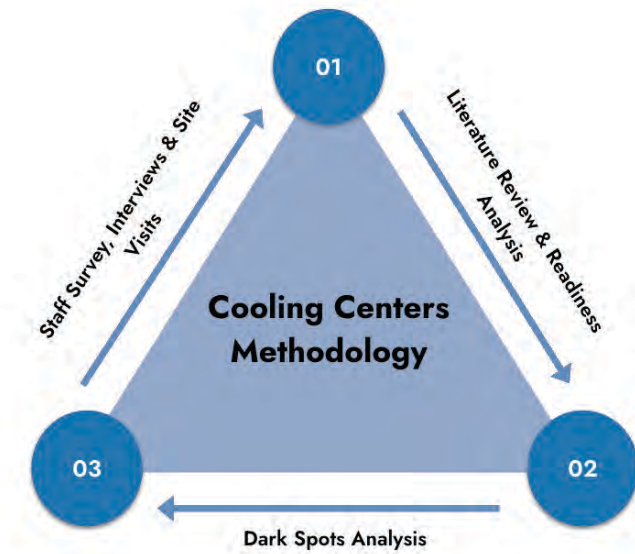 01
Staff Survey, Interviews & Site
Visits
Literature Review & Readiness
Analysis
Cooling Centers
Methodology
03
02
Dark Spots Analysis